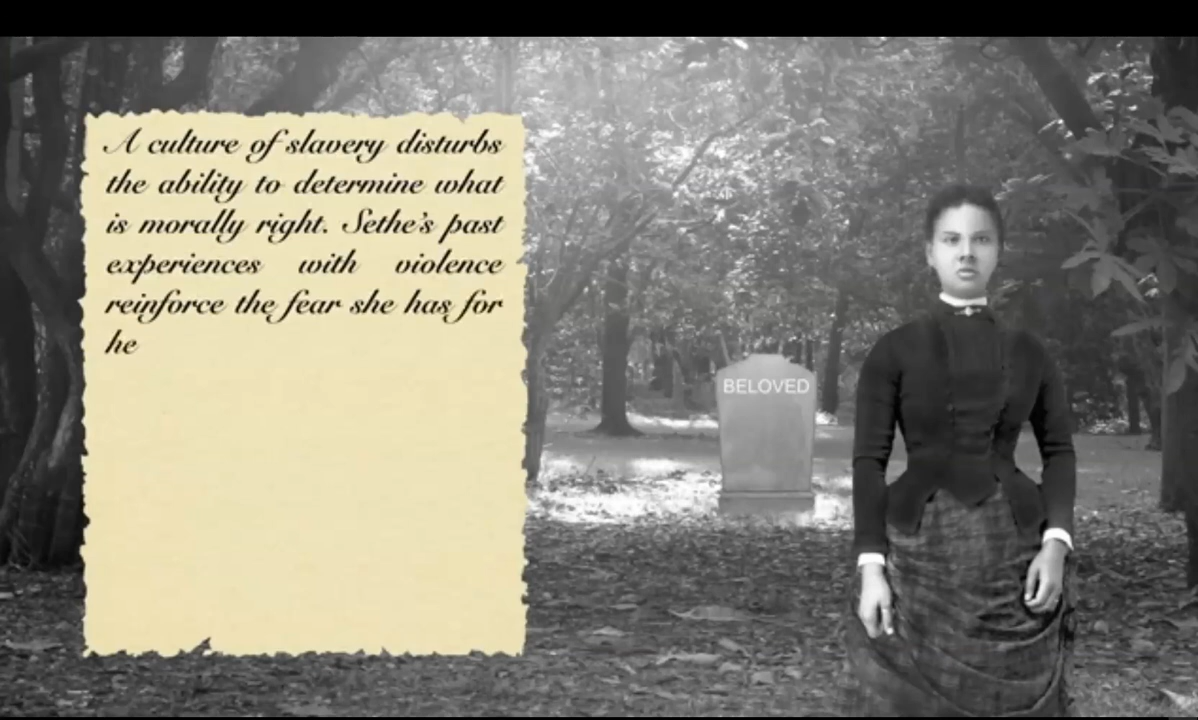 A culture of slavery disturbs
the ability to determine what
is morally right. Sethe's past
experiences with violence
reinforce the fear she has for
he
BELOVED